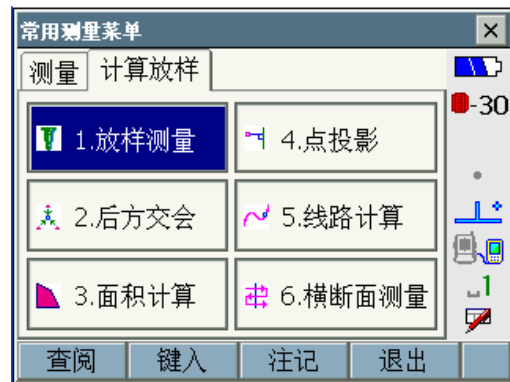 常用测量菜单
测量 计算放样
-30
1.放样测量 4.点投影
2.后方交会 5.线路计算
3.面积计算 6.横断面测量
1
查阅 键入 注记 退出